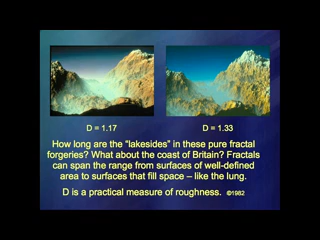 D = 1.17 D = 1.33
How long are the "lakesides" in these pure fractal
forgeries? What about the coast of Britain? Fractals
can span the range from surfaces of well-defined
area to surfaces that fill space – like the lung.
D is a practical measure of roughness. ©1982